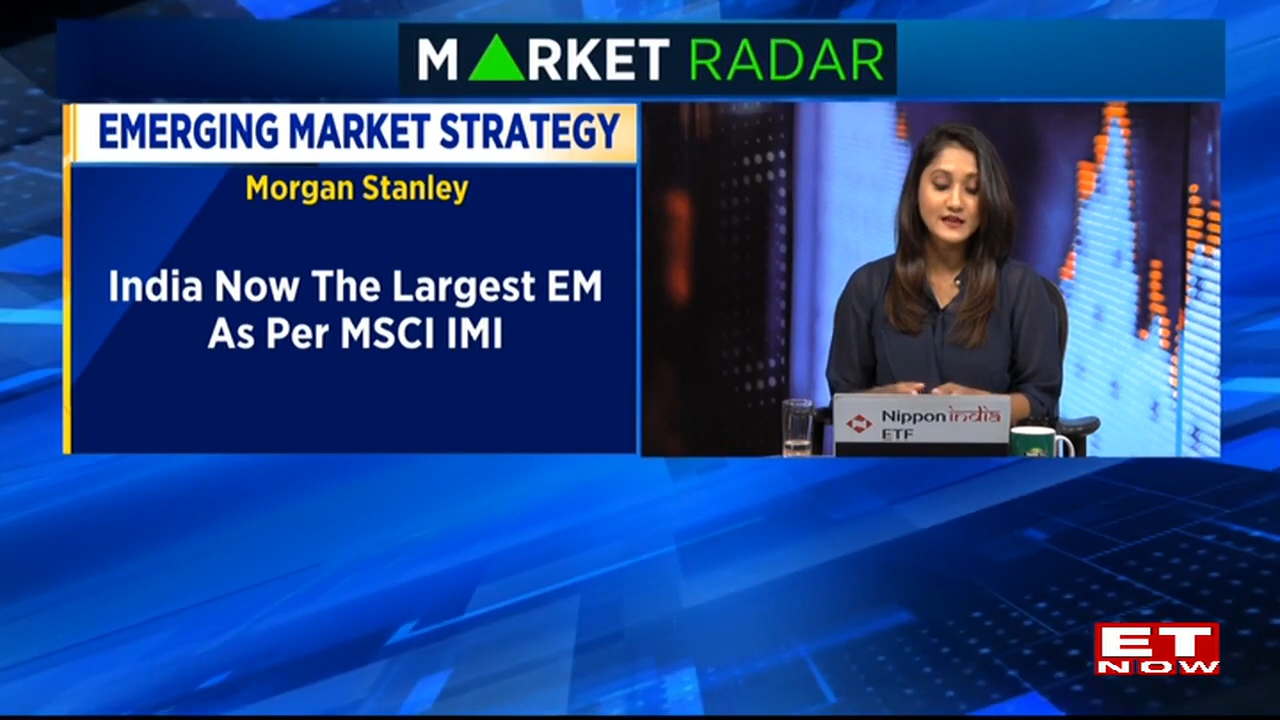 M▲RKET RADAR
EMERGING MARKET STRATEGY
Morgan Stanley
India Now The Largest EM
As Per MSCI IMI
Nippon india
ETF
ET
NOW